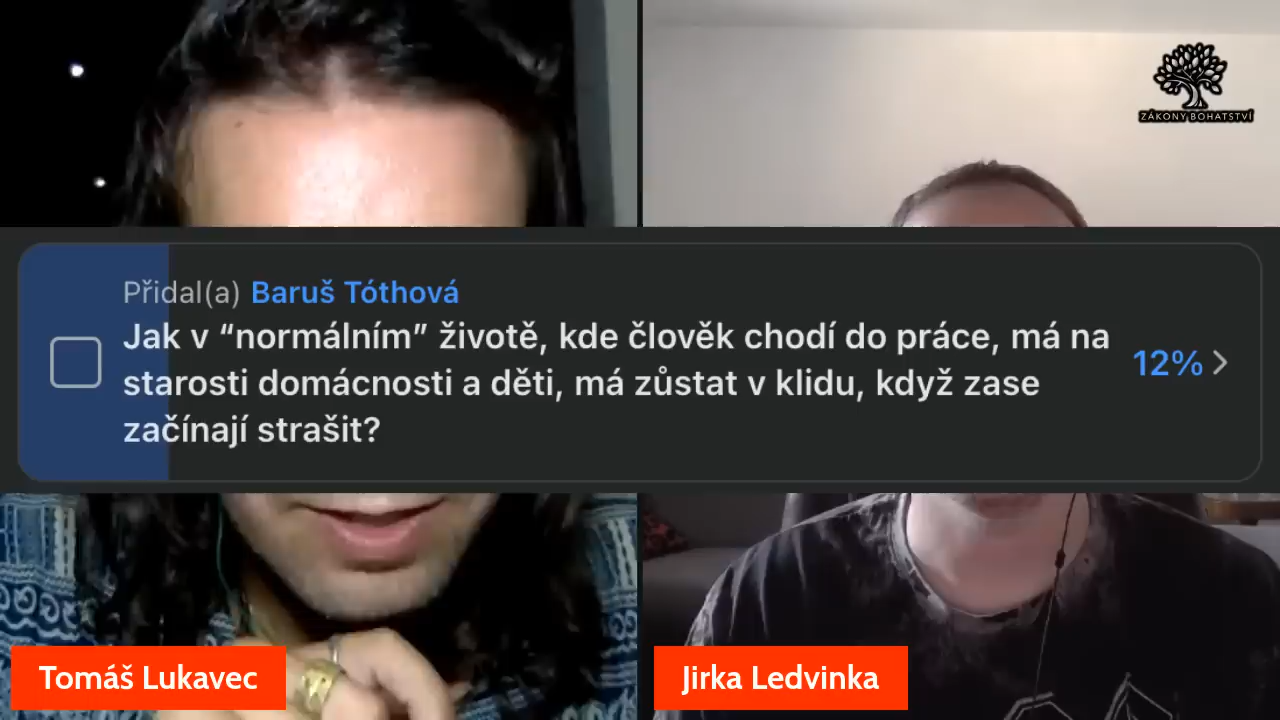 ZÁKONY BOHATSTVÍ
Přidal(a) Baruš Tóthová
Jak v “normálním” životě, kde člověk chodí do práce, má na
starosti domácnosti a děti, má zůstat v klidu, když zase
začínají strašit?
12%
Tomáš Lukavec
Jirka Ledvinka